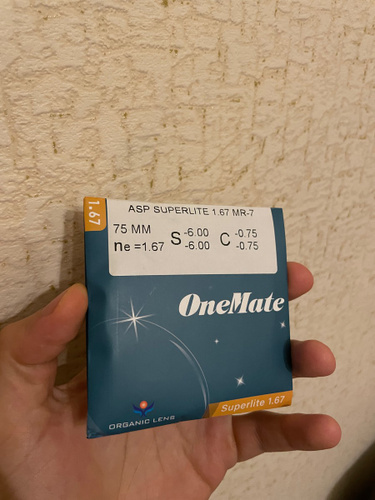 1.67
ASP SUPERLITE 1.67 MR-7
75 MM
ne =1.67
S -6.00 C -0.75
-6.00 -0.75
OneMate
Superlite 1.67
ORGANIC LENS